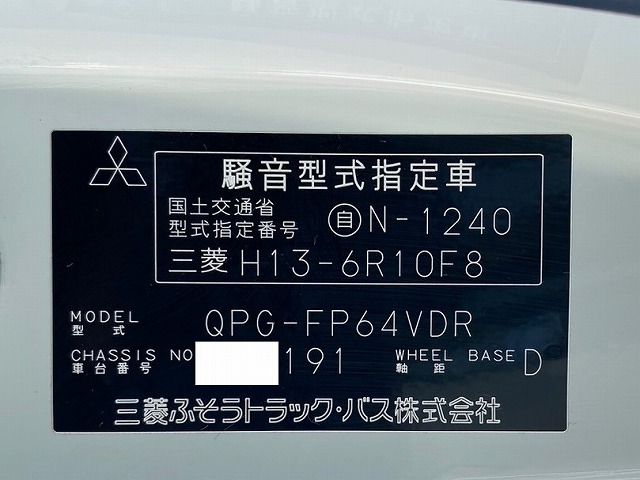 騒音型式指定車
国土交通省
型式指定番号 自 N-1240
三菱 H13-6R10F8
MODEL
型式 QPG-FP64VDR
CHASSIS NO
車台番号 191
WHEEL BASE
軸距 D
三菱ふそうトラック・バス株式会社